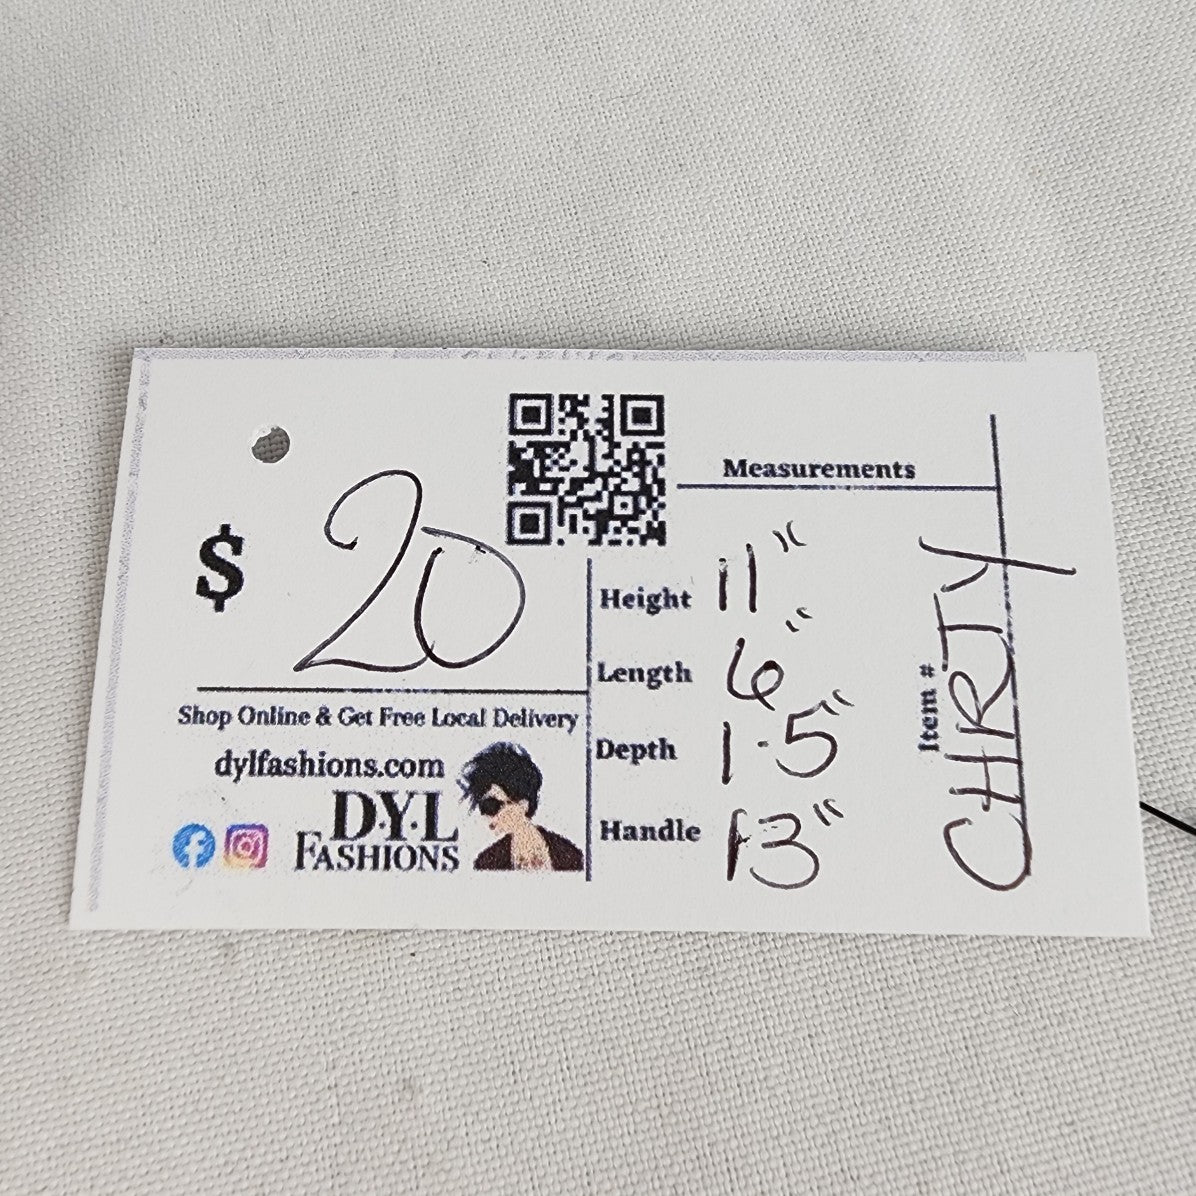 $ 20
Shop Online & Get Free Local Delivery
dylfashions.com
D.Y.L
FASHIONS
Measurements
Height 11"
Length 6"
Depth 1.5"
Handle 13"
Item # CHRTY